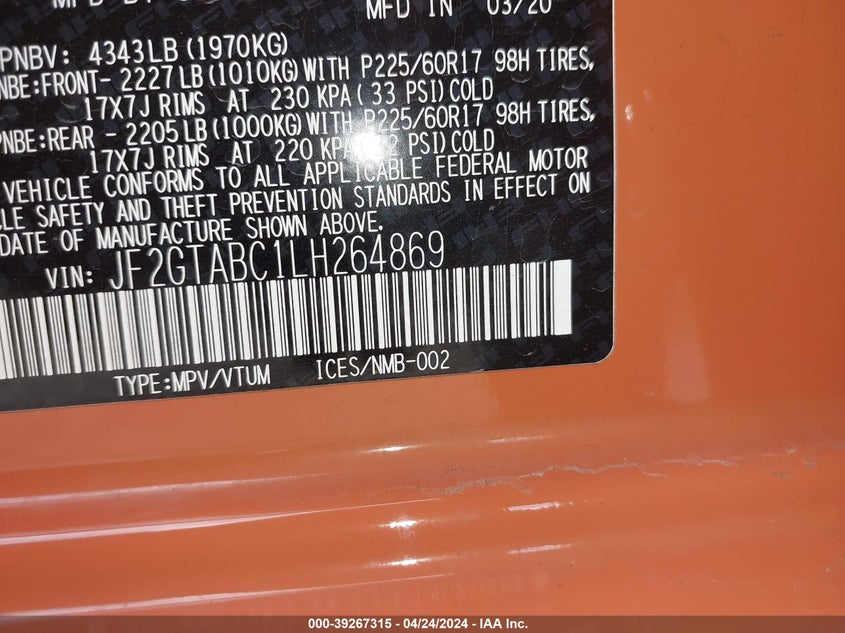 MFD IN 03/20
PNBV: 4343LB (1970KG)
PNBE:FRONT- 2227LB (1010KG) WITH P225/60R17 98H TIRES,
17X7J RIMS AT 230 KPA (33 PSI) COLD
PNBE:REAR - 2205LB (1000KG) WITH P225/60R17 98H TIRES,
17X7J RIMS AT 220 KPA PSI) COLD
VEHICLE CONFORMS TO ALL APPLICABLE FEDERAL MOTOR
SAFETY AND THEFT PREVENTION STANDARDS IN EFFECT ON
DATE OF MANUFACTURE SHOWN ABOVE.
VIN: JF2GTABC1LH264869
TYPE:MPV/VTUM ICES/NMB-002
000-39267315 - 04/24/2024 - IAA Inc.